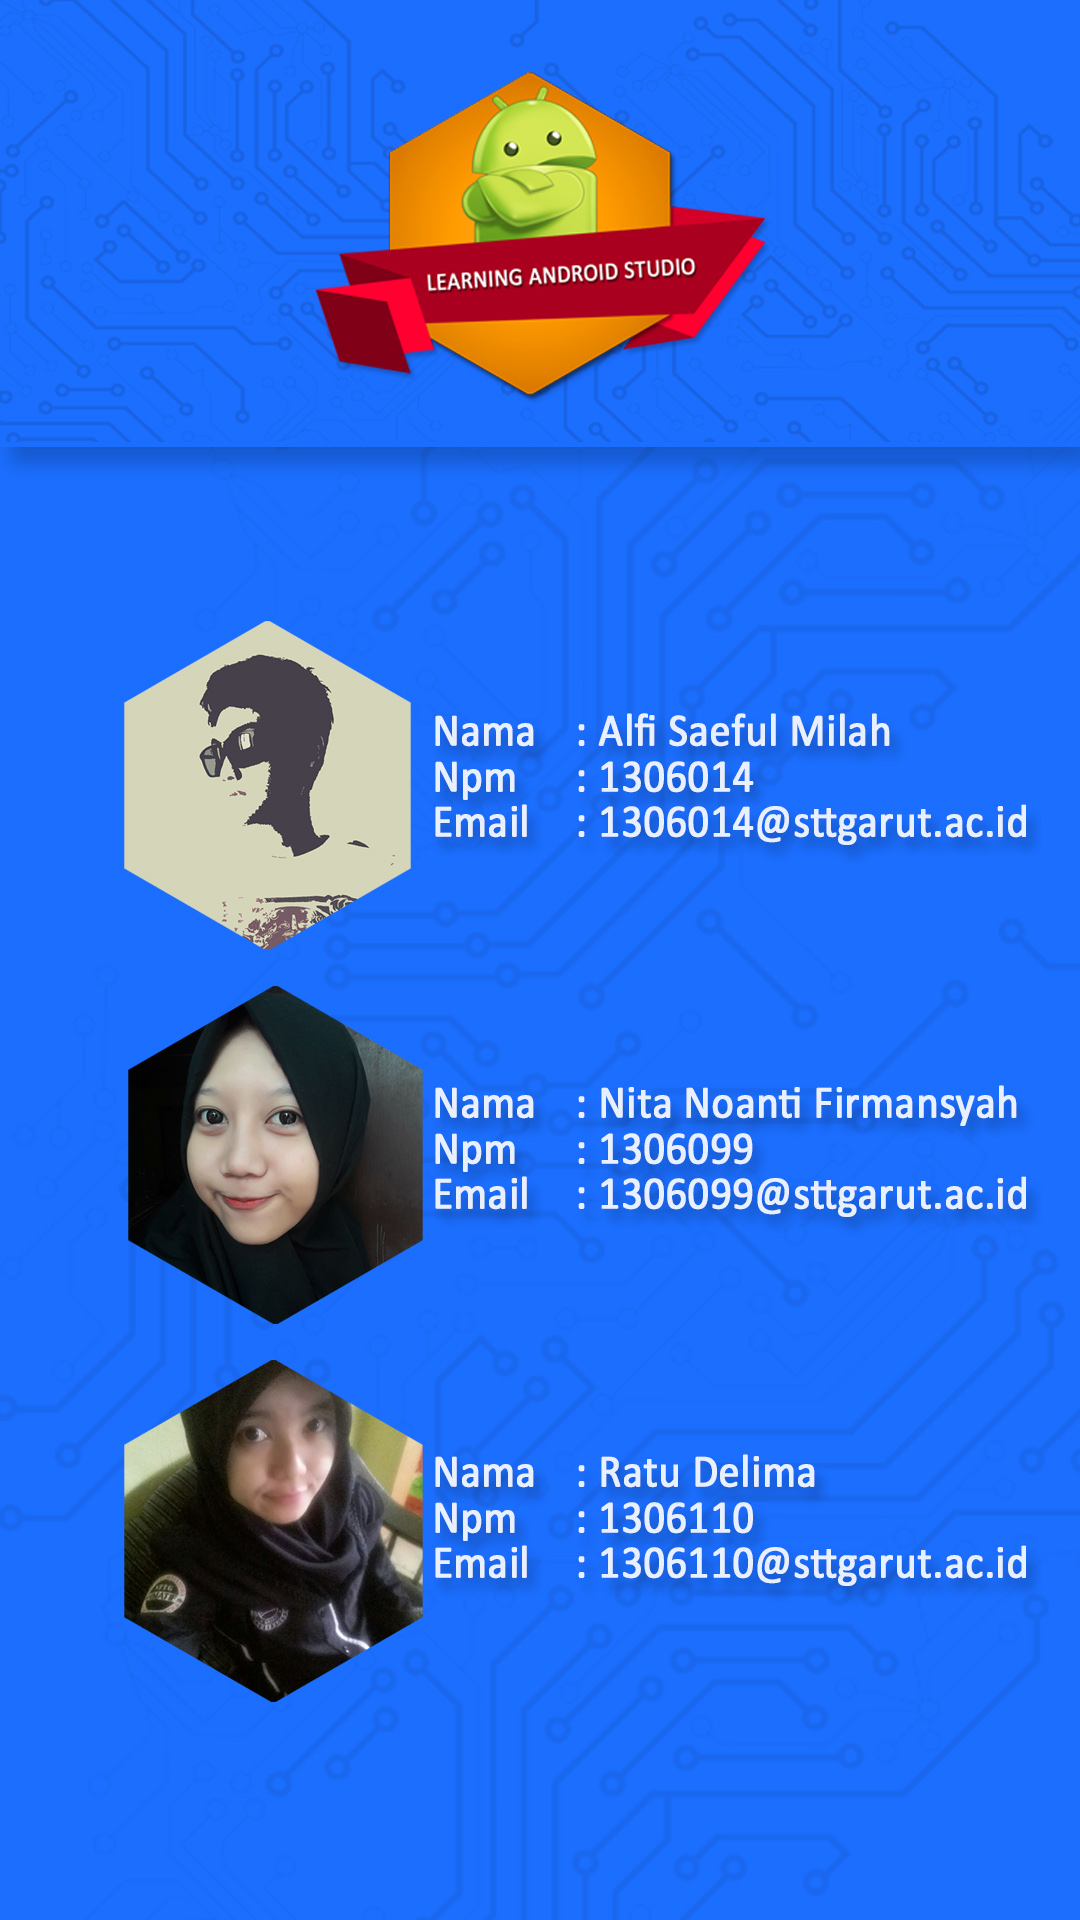 LEARNING ANDROID STUDIO
Nama : Alfi Saeful Milah
Npm : 1306014
Email : 1306014@sttgarut.ac.id
Nama : Nita Noanti Firmansyah
Npm : 1306099
Email : 1306099@sttgarut.ac.id
Nama : Ratu Delima
Npm : 1306110
Email : 1306110@sttgarut.ac.id
STTG